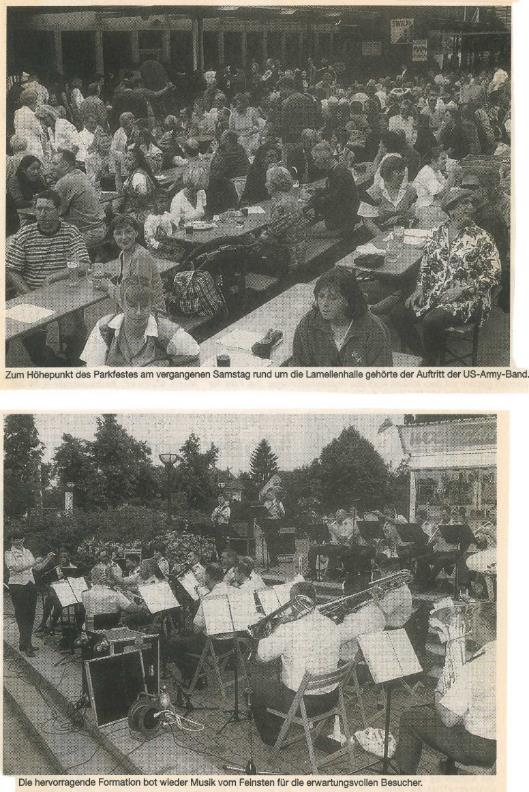 Zum Höhepunkt des Parkfestes am vergangenen Samstag rund um die Lamellenhalle gehörte der Auftritt der US-Army-Band.
Die hervorragende Formation bot wieder Musik vom Feinsten für die erwartungsvollen Besucher.